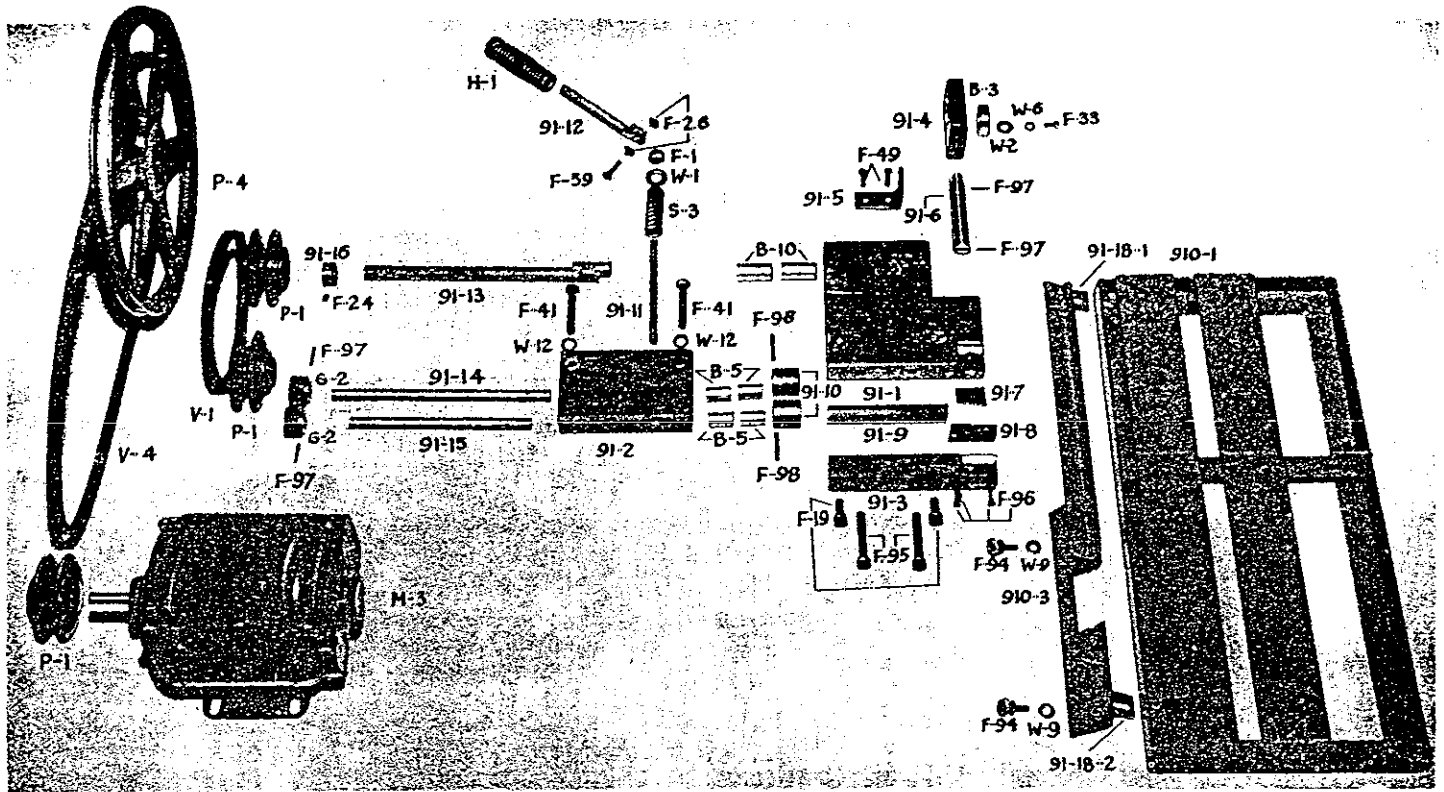 H-1
91-12
F-26
F-1
F-59
W-1
S-3
91-4
B-3
W-6
F-33
W-2
F-49
91-5
91-6
F-97
F-97
P-4
91-16
91-13
F-24
P-1
B-10
F-41
91-11
F-41
W-12
W-12
F-98
91-18-1
910-1
F-97
G-2
91-14
B-5
91-10
91-1
91-7
V-1
P-1
G-2
91-15
91-2
B-5
91-9
91-8
V-4
F-97
F-98
91-3
F-96
F-19
F-95
F-94
W-9
910-3
M-3
P-1
F-94
W-9
91-18-2